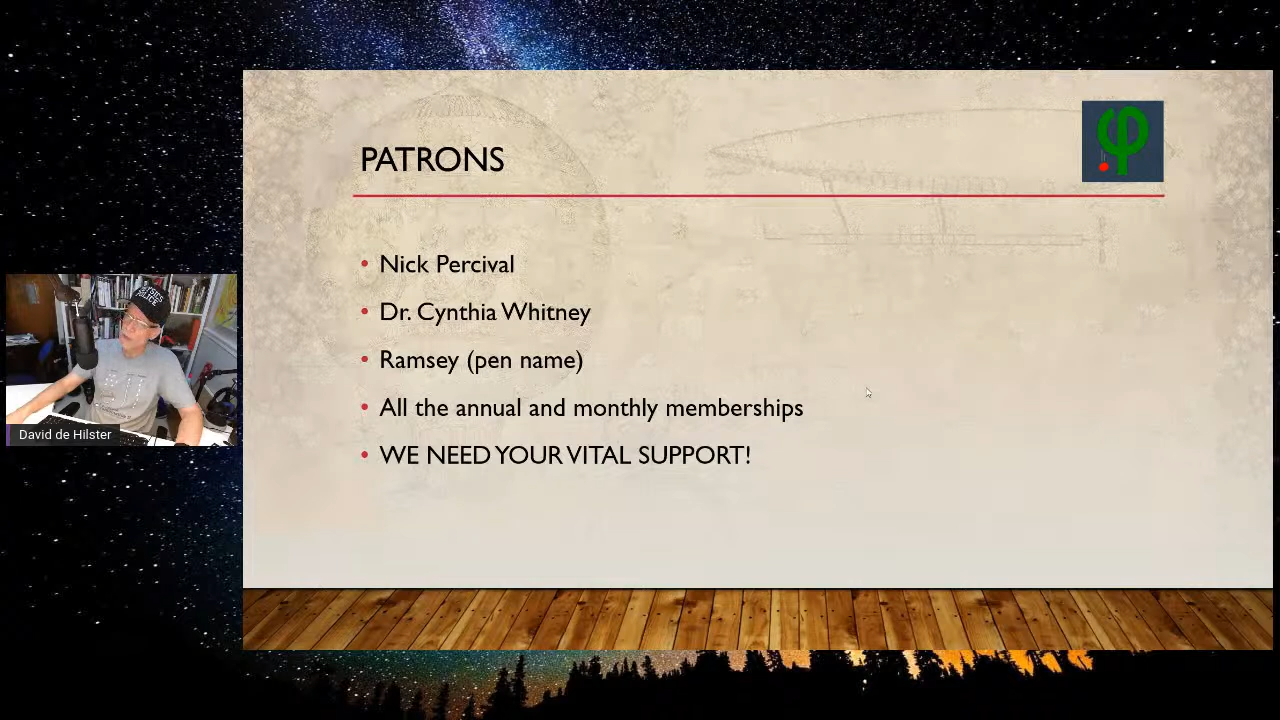 PATRONS
• Nick Percival
• Dr. Cynthia Whitney
• Ramsey (pen name)
• All the annual and monthly memberships
• WE NEED YOUR VITAL SUPPORT!
POLICE
David de Hilster